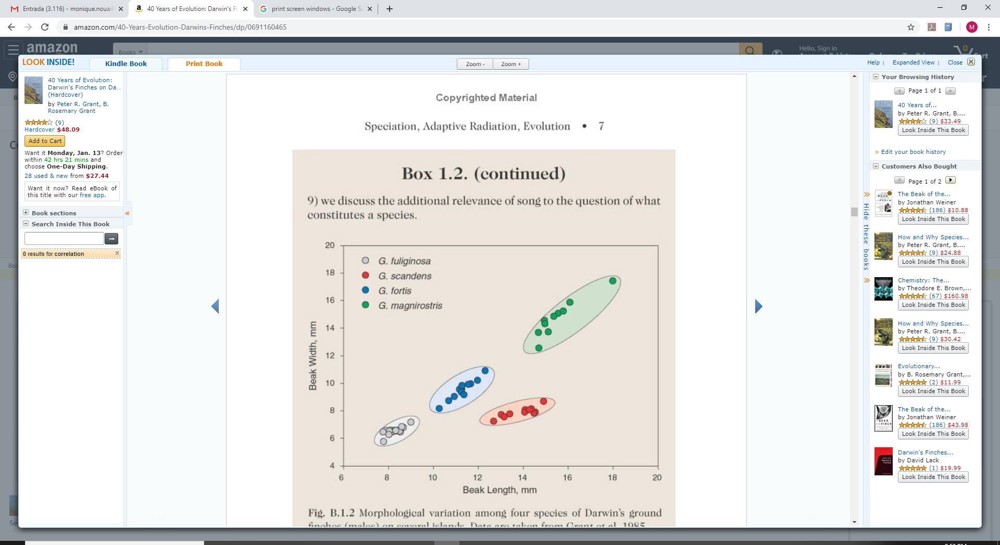 Entrada (3.116) - monique.nouail
40 Years of Evolution: Darwin's Fi
print screen windows - Google Se
amazon.com/40-Years-Evolution-Darwins-Finches/dp/0691160465
M
amazon
Books
Hello, Sign in
0
LOOK INSIDE!
Kindle Book
Print Book
Zoom -
Zoom +
Help |
Expanded View |
Close
40 Years of Evolution:
Darwin's Finches on Da...
(Hardcover)
by Peter R. Grant, B.
Rosemary Grant
(9)
Hardcover $48.09
Add to Cart
Want it Monday, Jan. 13? Order
within 42 hrs 21 mins and
choose One-Day Shipping.
28 used & new from $27.44
Want it now? Read eBook of
this title with our free app.
Book sections
Search Inside This Book
0 results for correlation
Copyrighted Material
Speciation, Adaptive Radiation, Evolution • 7
Box 1.2. (continued)
9) we discuss the additional relevance of song to the question of what
constitutes a species.
20
18
16
14
12
10
8
6
4
Beak Width, mm
G. fuliginosa
G. scandens
G. fortis
G. magnirostris
6 8 10 12 14 16 18 20
Beak Length, mm
Fig. B.1.2 Morphological variation among four species of Darwin's ground
finches (males) on several islands. Data are taken from Grant et al. 1985.
Hide these books
Your Browsing History
Page 1 of 1
40 Years of...
by Peter R. Grant, B....
(9) $33.49
Look Inside This Book
> Edit your book history
Customers Also Bought
Page 1 of 2
The Beak of the...
by Jonathan Weiner
(186) $10.88
Look Inside This Book
How and Why Species...
by Peter R. Grant, B....
(9) $24.88
Look Inside This Book
Chemistry: The...
by Theodore E. Brown,...
(67) $160.98
Look Inside This Book
How and Why Species...
by Peter R. Grant, B....
(9) $30.42
Look Inside This Book
Evolutionary...
by B. Rosemary Grant,...
(2) $11.99
Look Inside This Book
The Beak of the...
by Jonathan Weiner
(186) $43.98
Look Inside This Book
Darwin's Finches...
by David Lack
(1) $19.99
Look Inside This Book